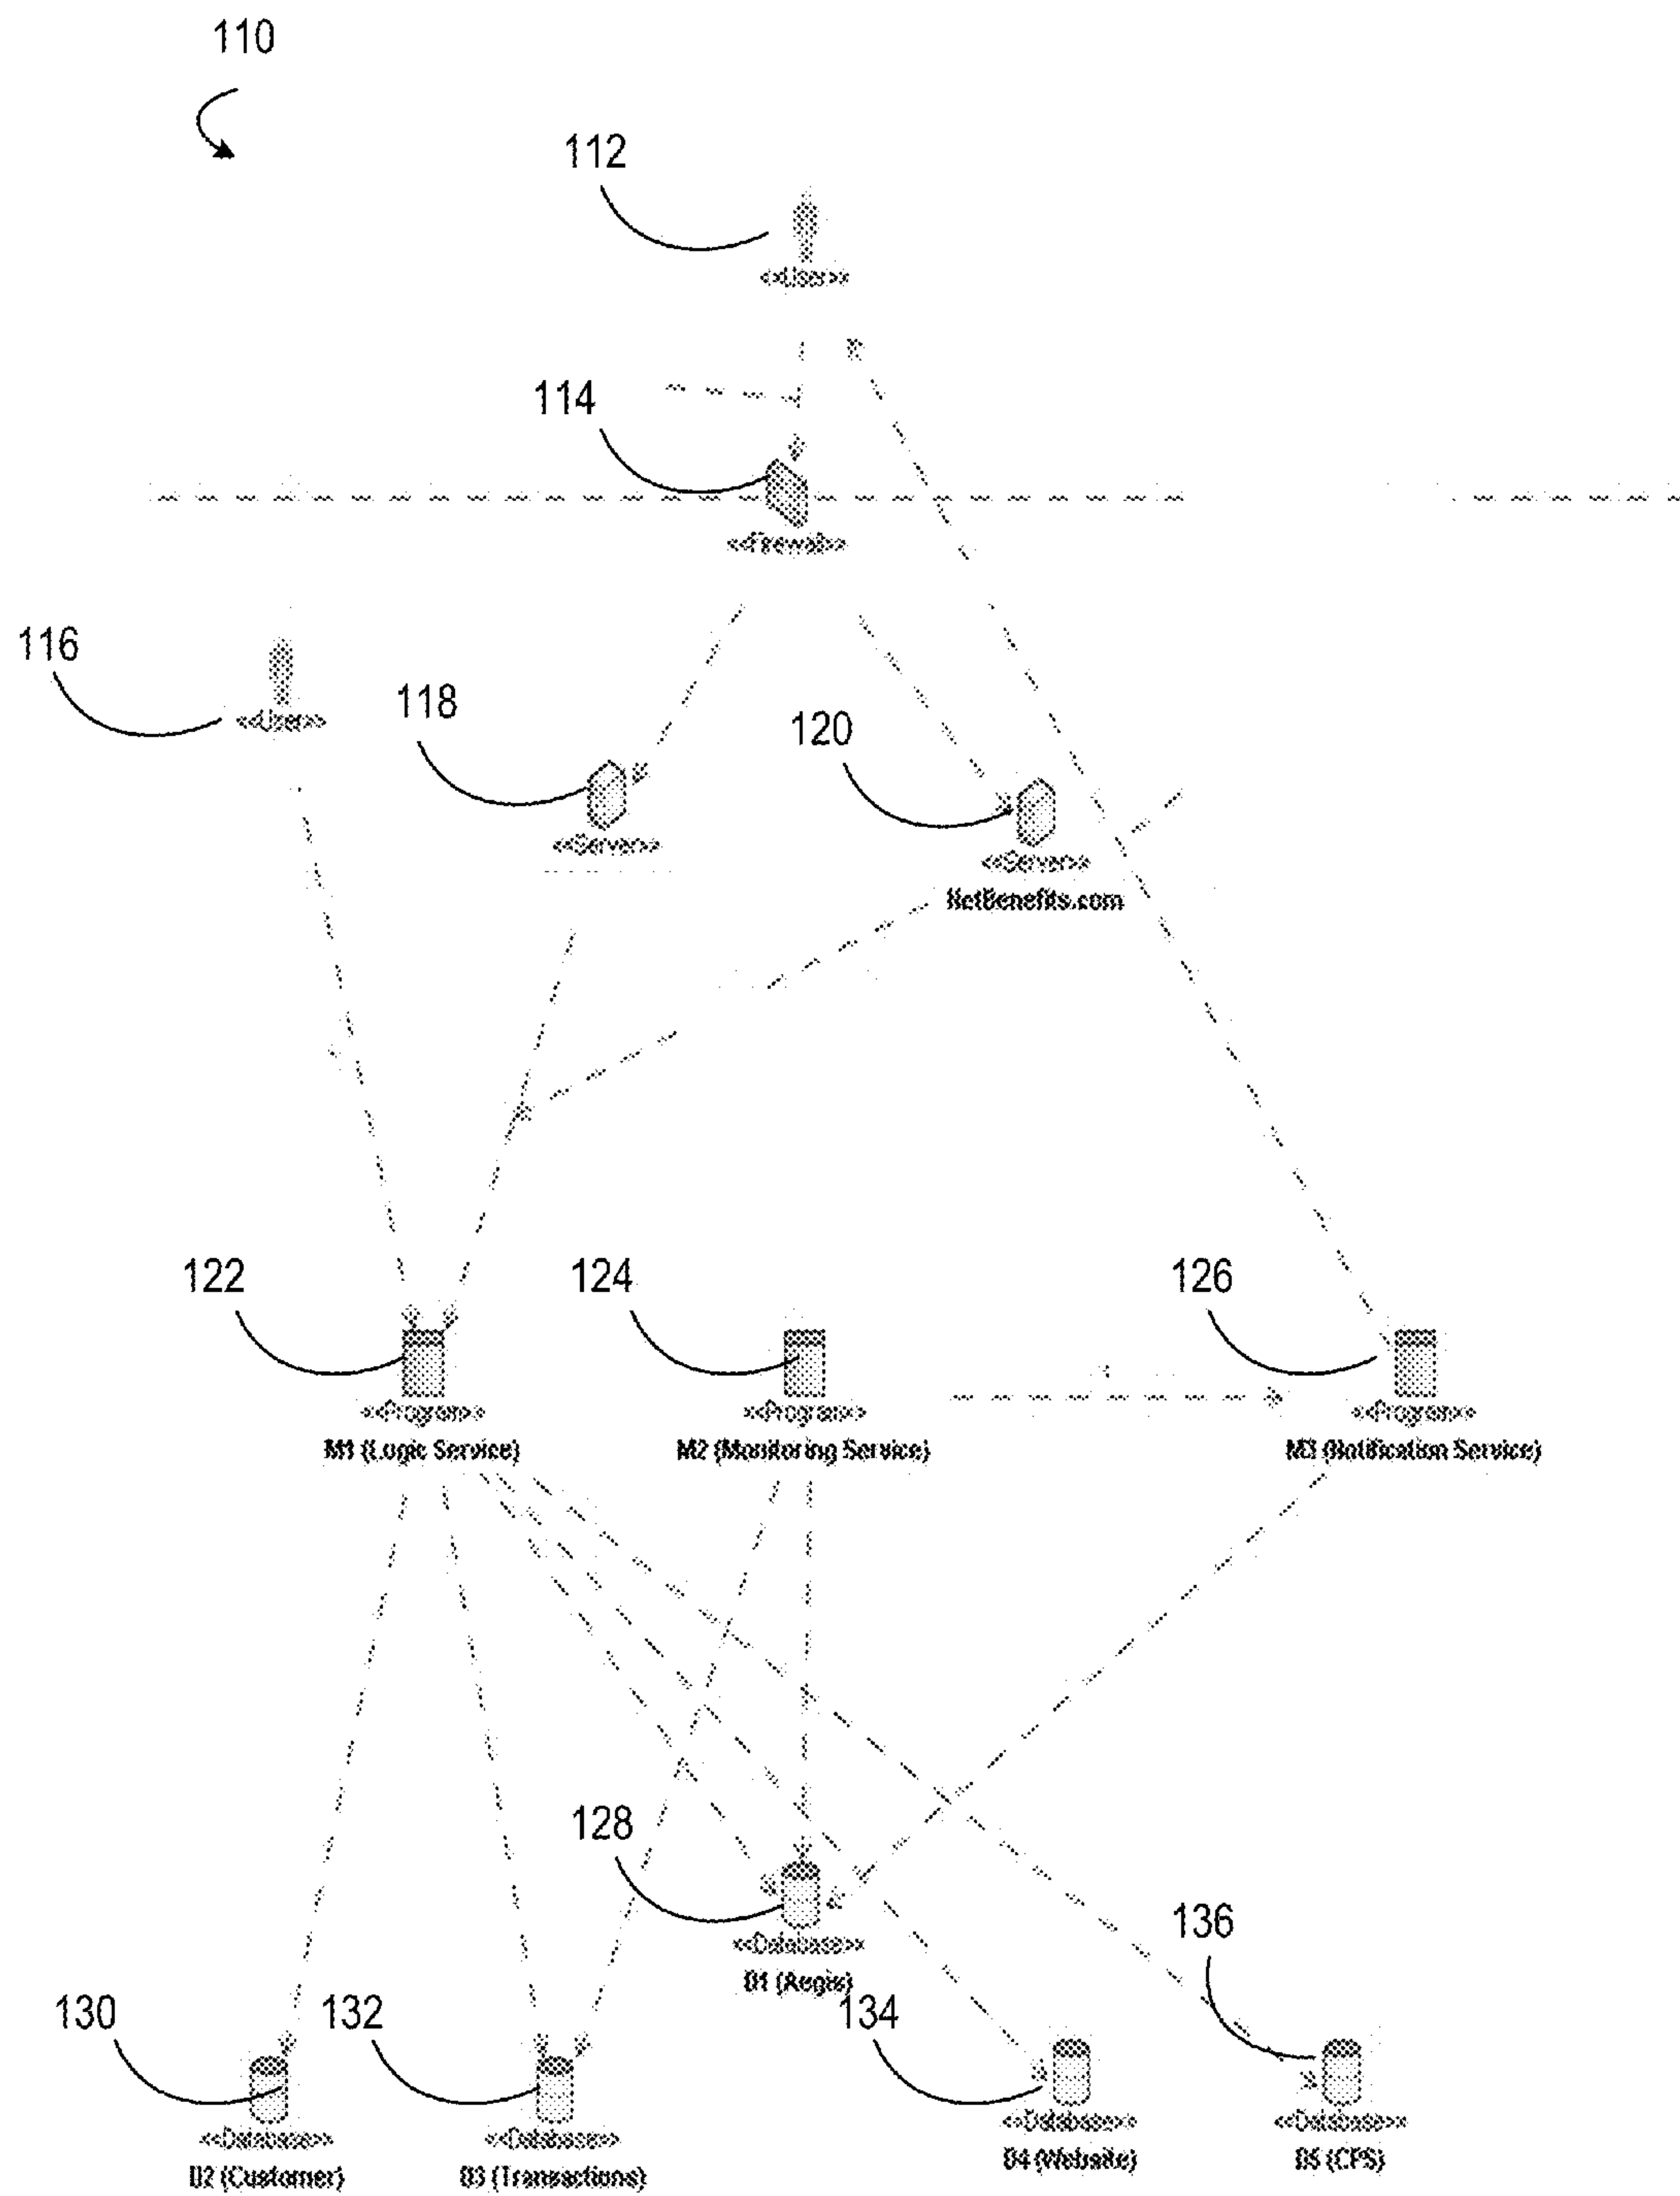 110
112
<<User>>
114
<<Firewall>>
116
<<User>>
118
<<Server>>
120
<<Server>>
NetBenefits.com
122
<<Program>>
M1 (Logic Service)
124
<<Program>>
M2 (Monitoring Service)
126
<<Program>>
M3 (Notification Service)
128
<<Database>>
D1 (Aegis)
130
<<Database>>
D2 (Customer)
132
<<Database>>
D3 (Transactions)
134
<<Database>>
D4 (Website)
136
<<Database>>
D5 (CPS)